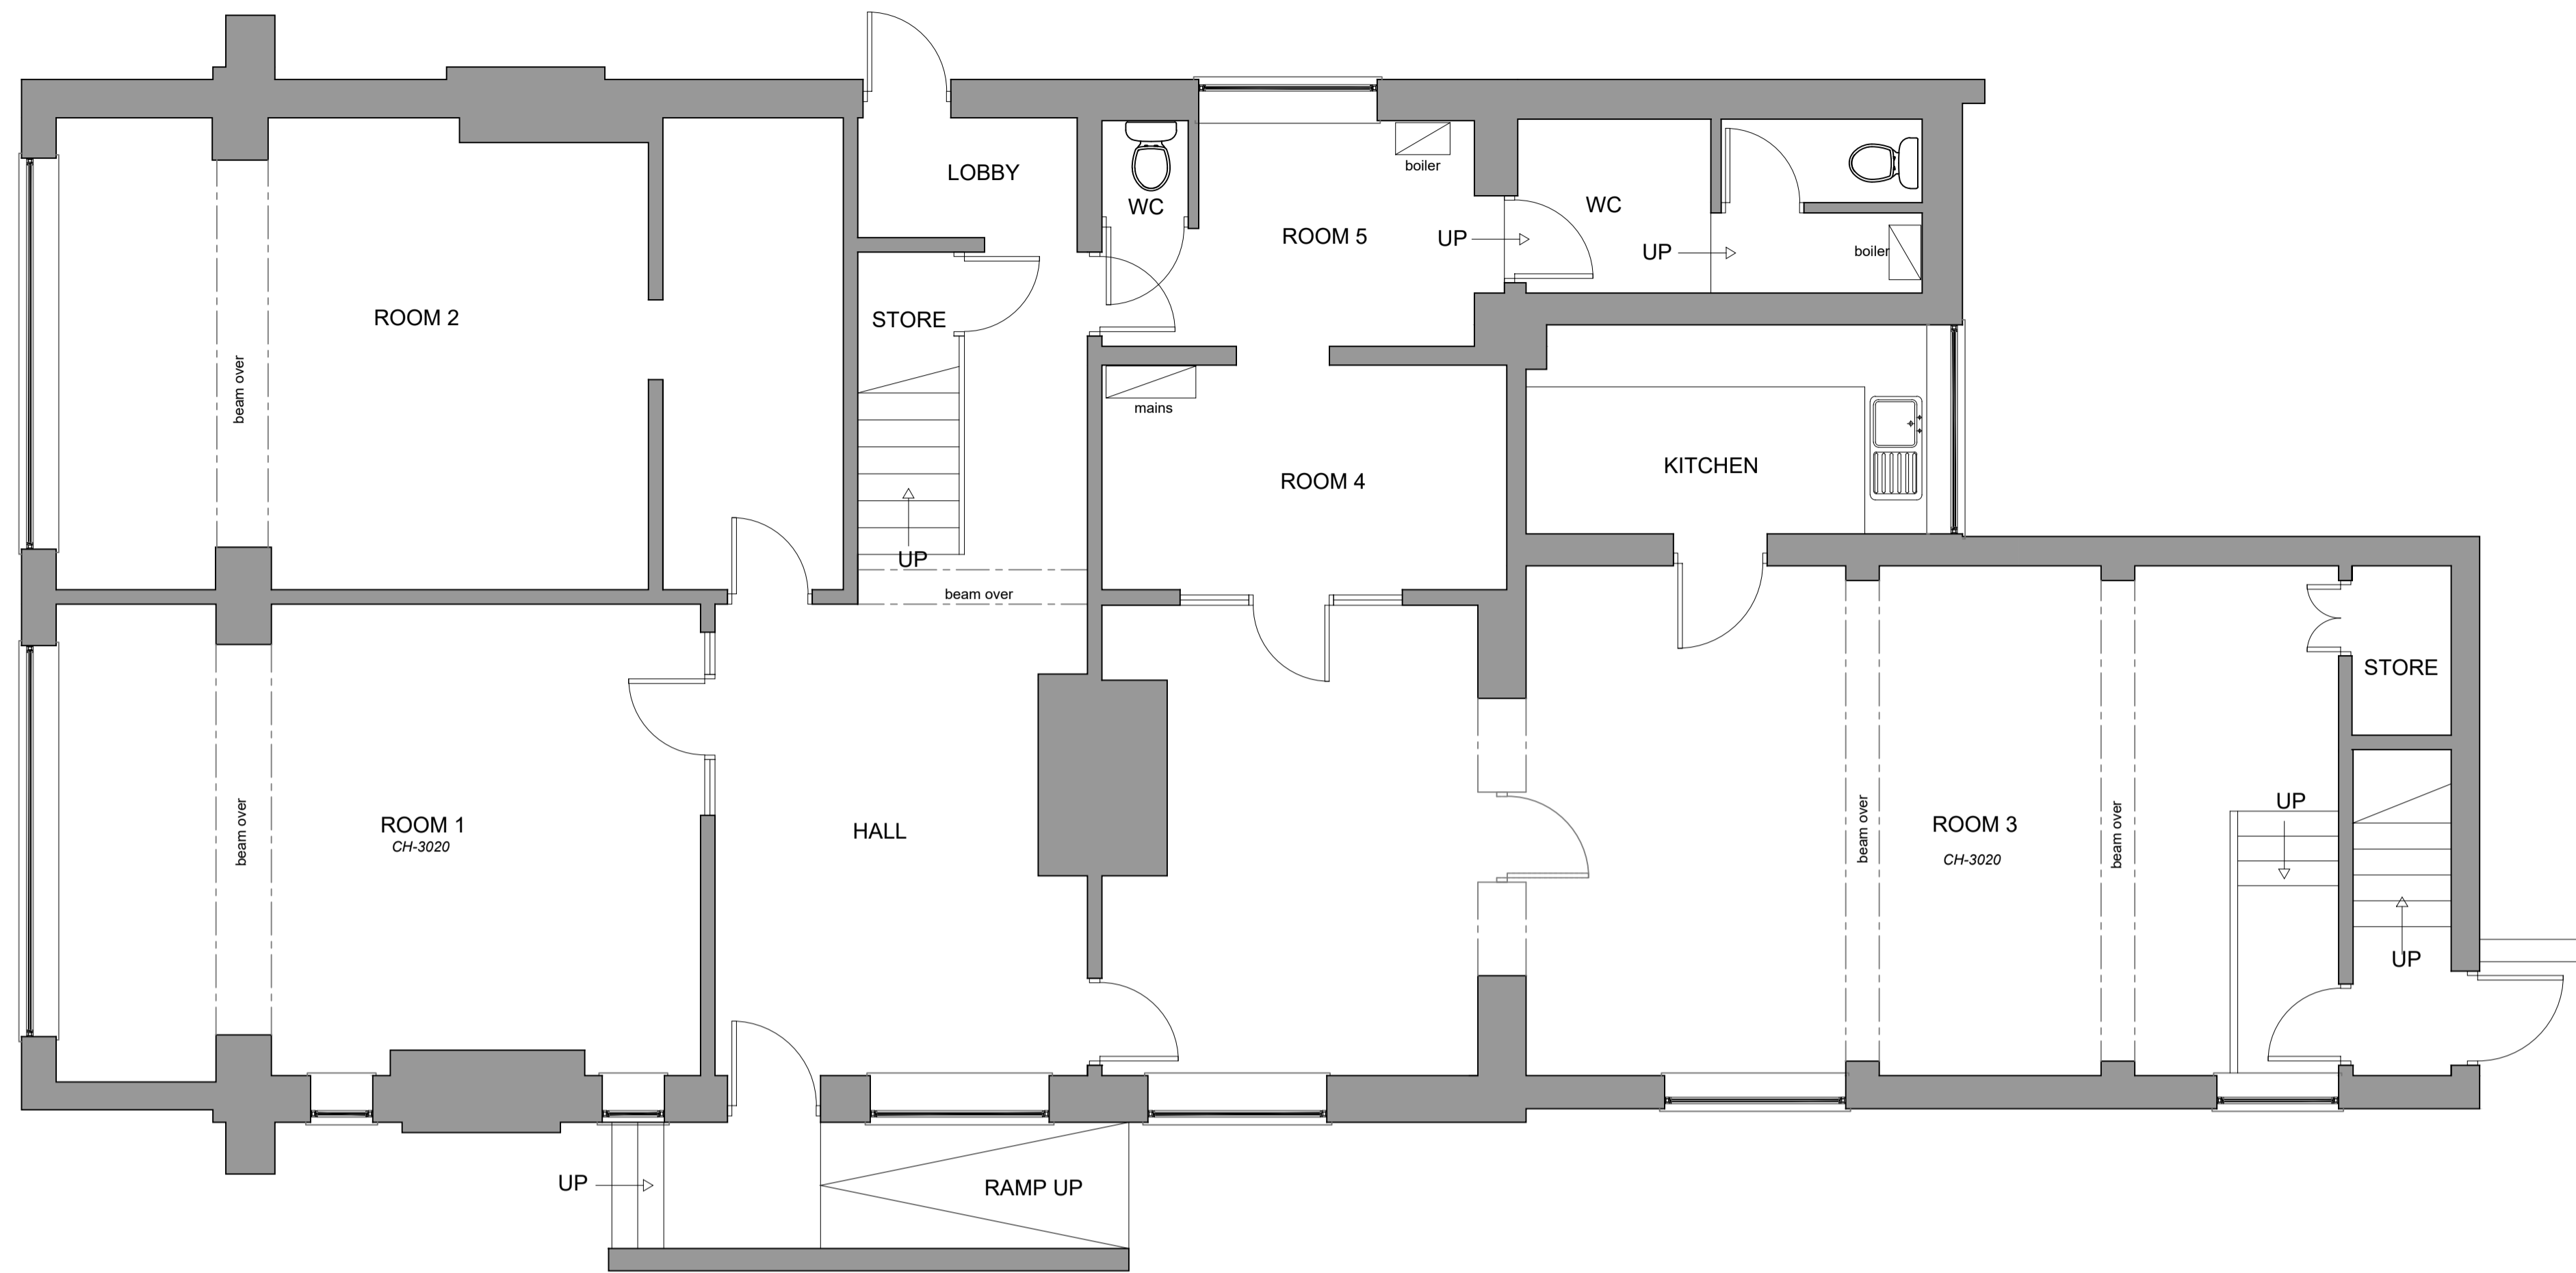 LOBBY
WC
boiler
ROOM 5
UP
WC
UP
boiler
ROOM 2
STORE
beam over
mains
ROOM 4
KITCHEN
UP
beam over
STORE
ROOM 1
CH-3020
beam over
HALL
beam over
ROOM 3
CH-3020
beam over
UP
UP
UP
RAMP UP